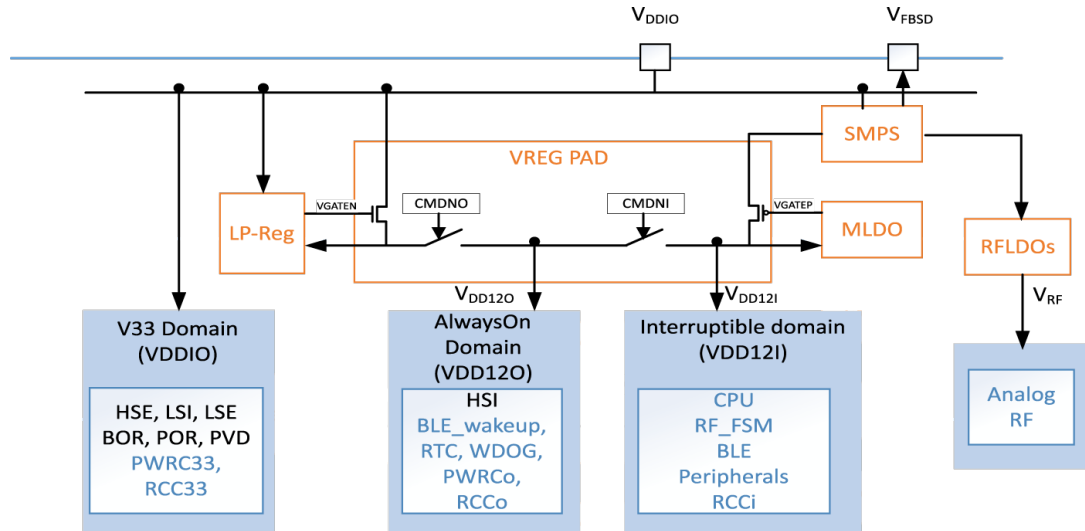 VDDIO
VFBSD
SMPS
VREG PAD
VGATEN
CMDNO
CMDNI
VGATEP
LP-Reg
MLDO
RFLDOs
VDD12O
VDD12I
VRF
V33 Domain
(VDDIO)
HSE, LSI, LSE
BOR, POR, PVD
PWRC33,
RCC33
AlwaysOn
Domain
(VDD12O)
HSI
BLE_wakeup,
RTC, WDOG,
PWRCo,
RCCo
Interruptible domain
(VDD12I)
CPU
RF_FSM
BLE
Peripherals
RCCi
Analog
RF